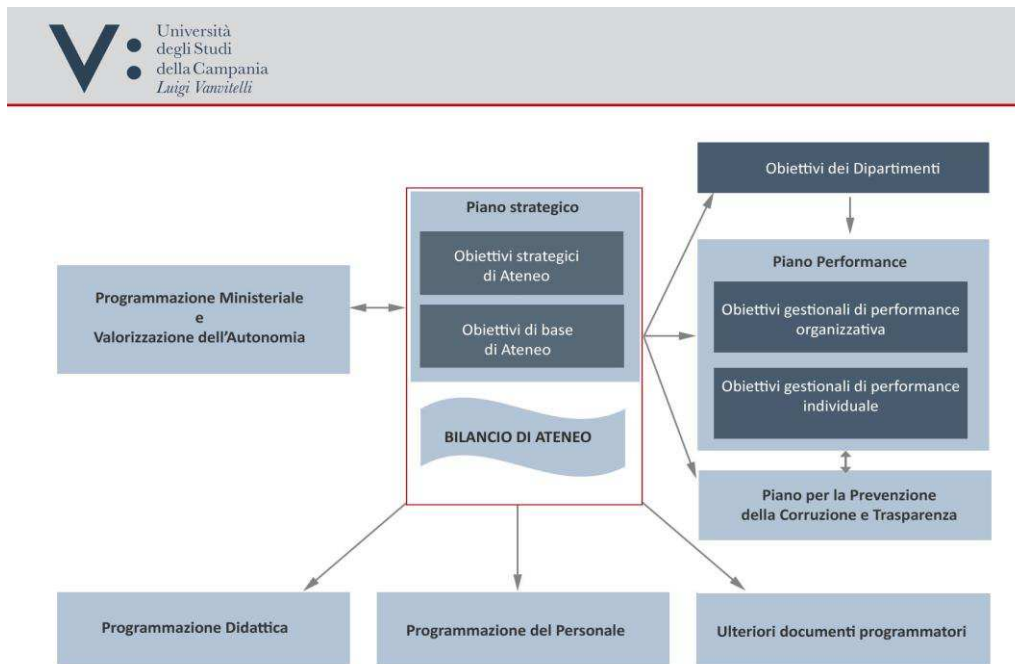 Università
degli Studi
della Campania
Luigi Vanvitelli
Obiettivi dei Dipartimenti
Piano strategico
Obiettivi strategici
di Ateneo
Obiettivi di base
di Ateneo
BILANCIO DI ATENEO
Programmazione Ministeriale
e
Valorizzazione dell'Autonomia
Piano Performance
Obiettivi gestionali di performance
organizzativa
Obiettivi gestionali di performance
individuale
Piano per la Prevenzione
della Corruzione e Trasparenza
Programmazione Didattica
Programmazione del Personale
Ulteriori documenti programmatori